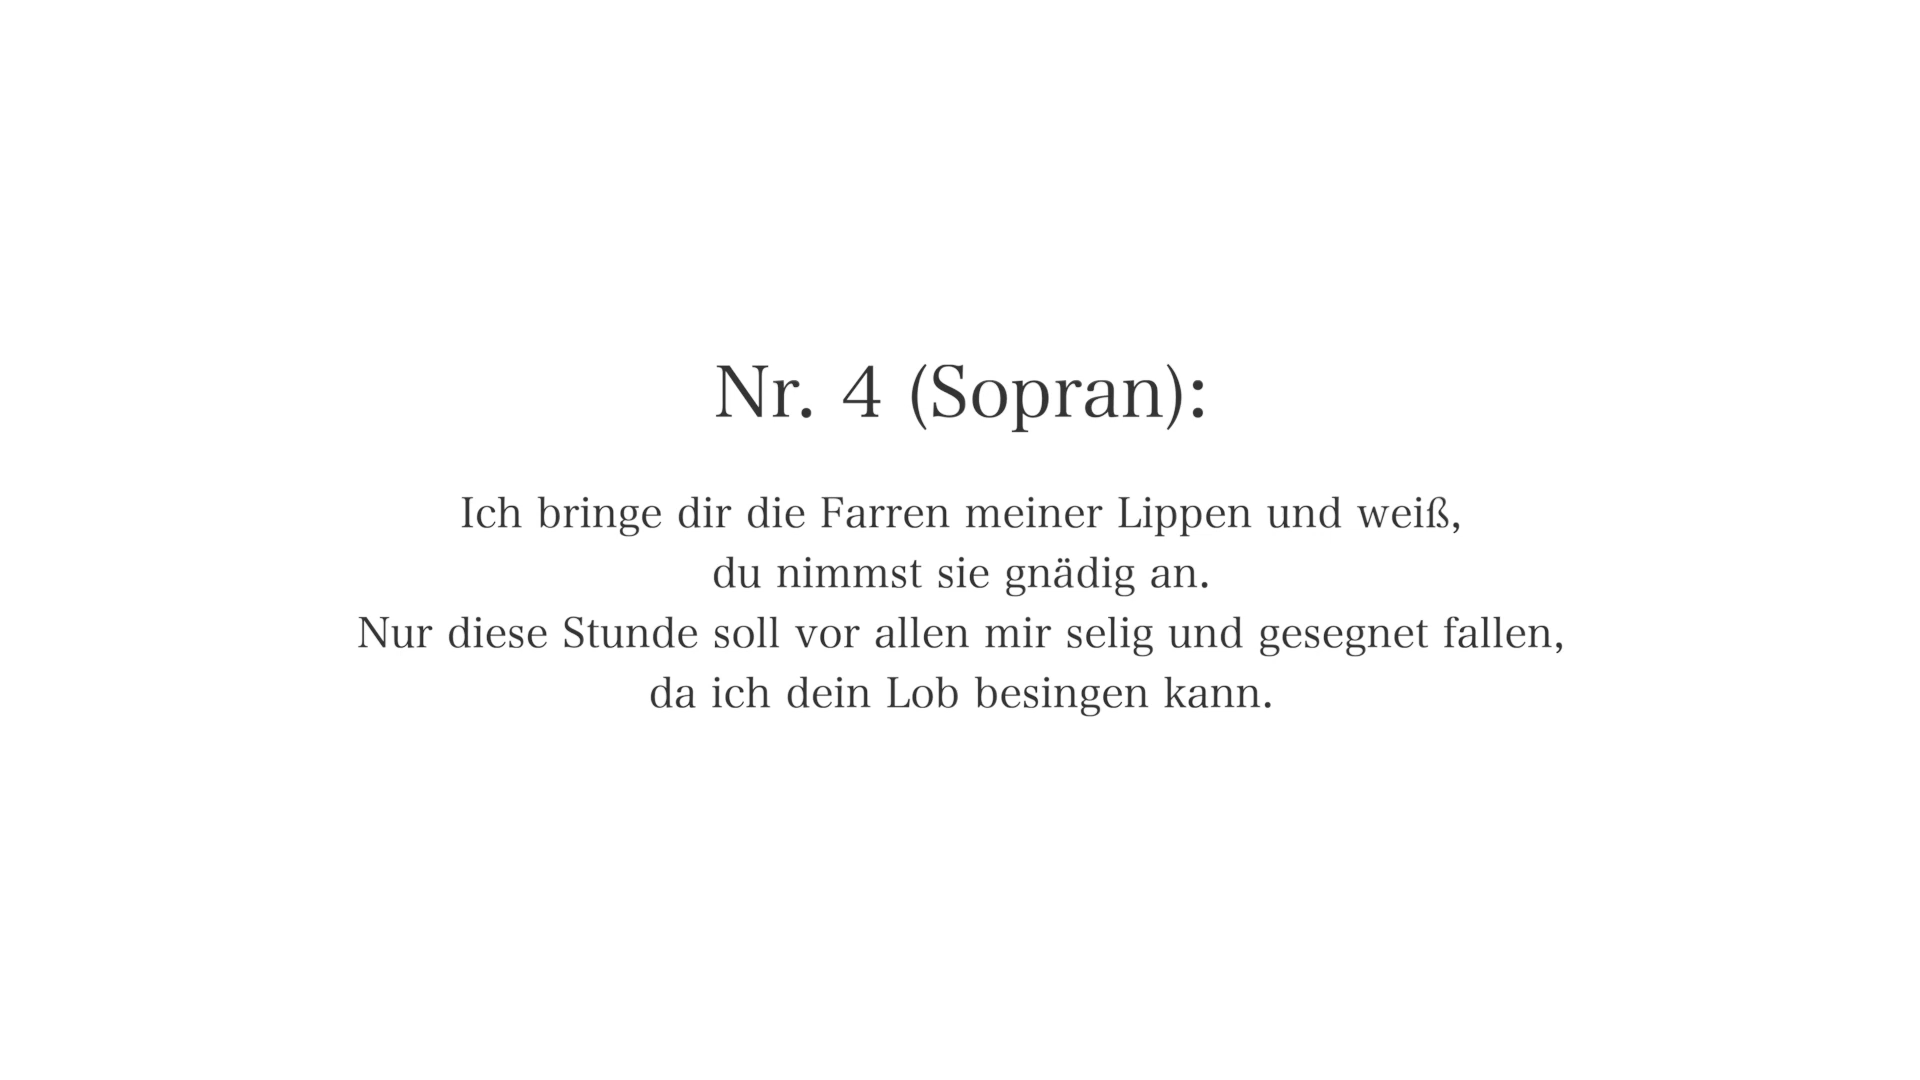 Nr. 4 (Sopran):
Ich bringe dir die Farren meiner Lippen und weiß,
du nimmst sie gnädig an.
Nur diese Stunde soll vor allen mir selig und gesegnet fallen,
da ich dein Lob besingen kann.